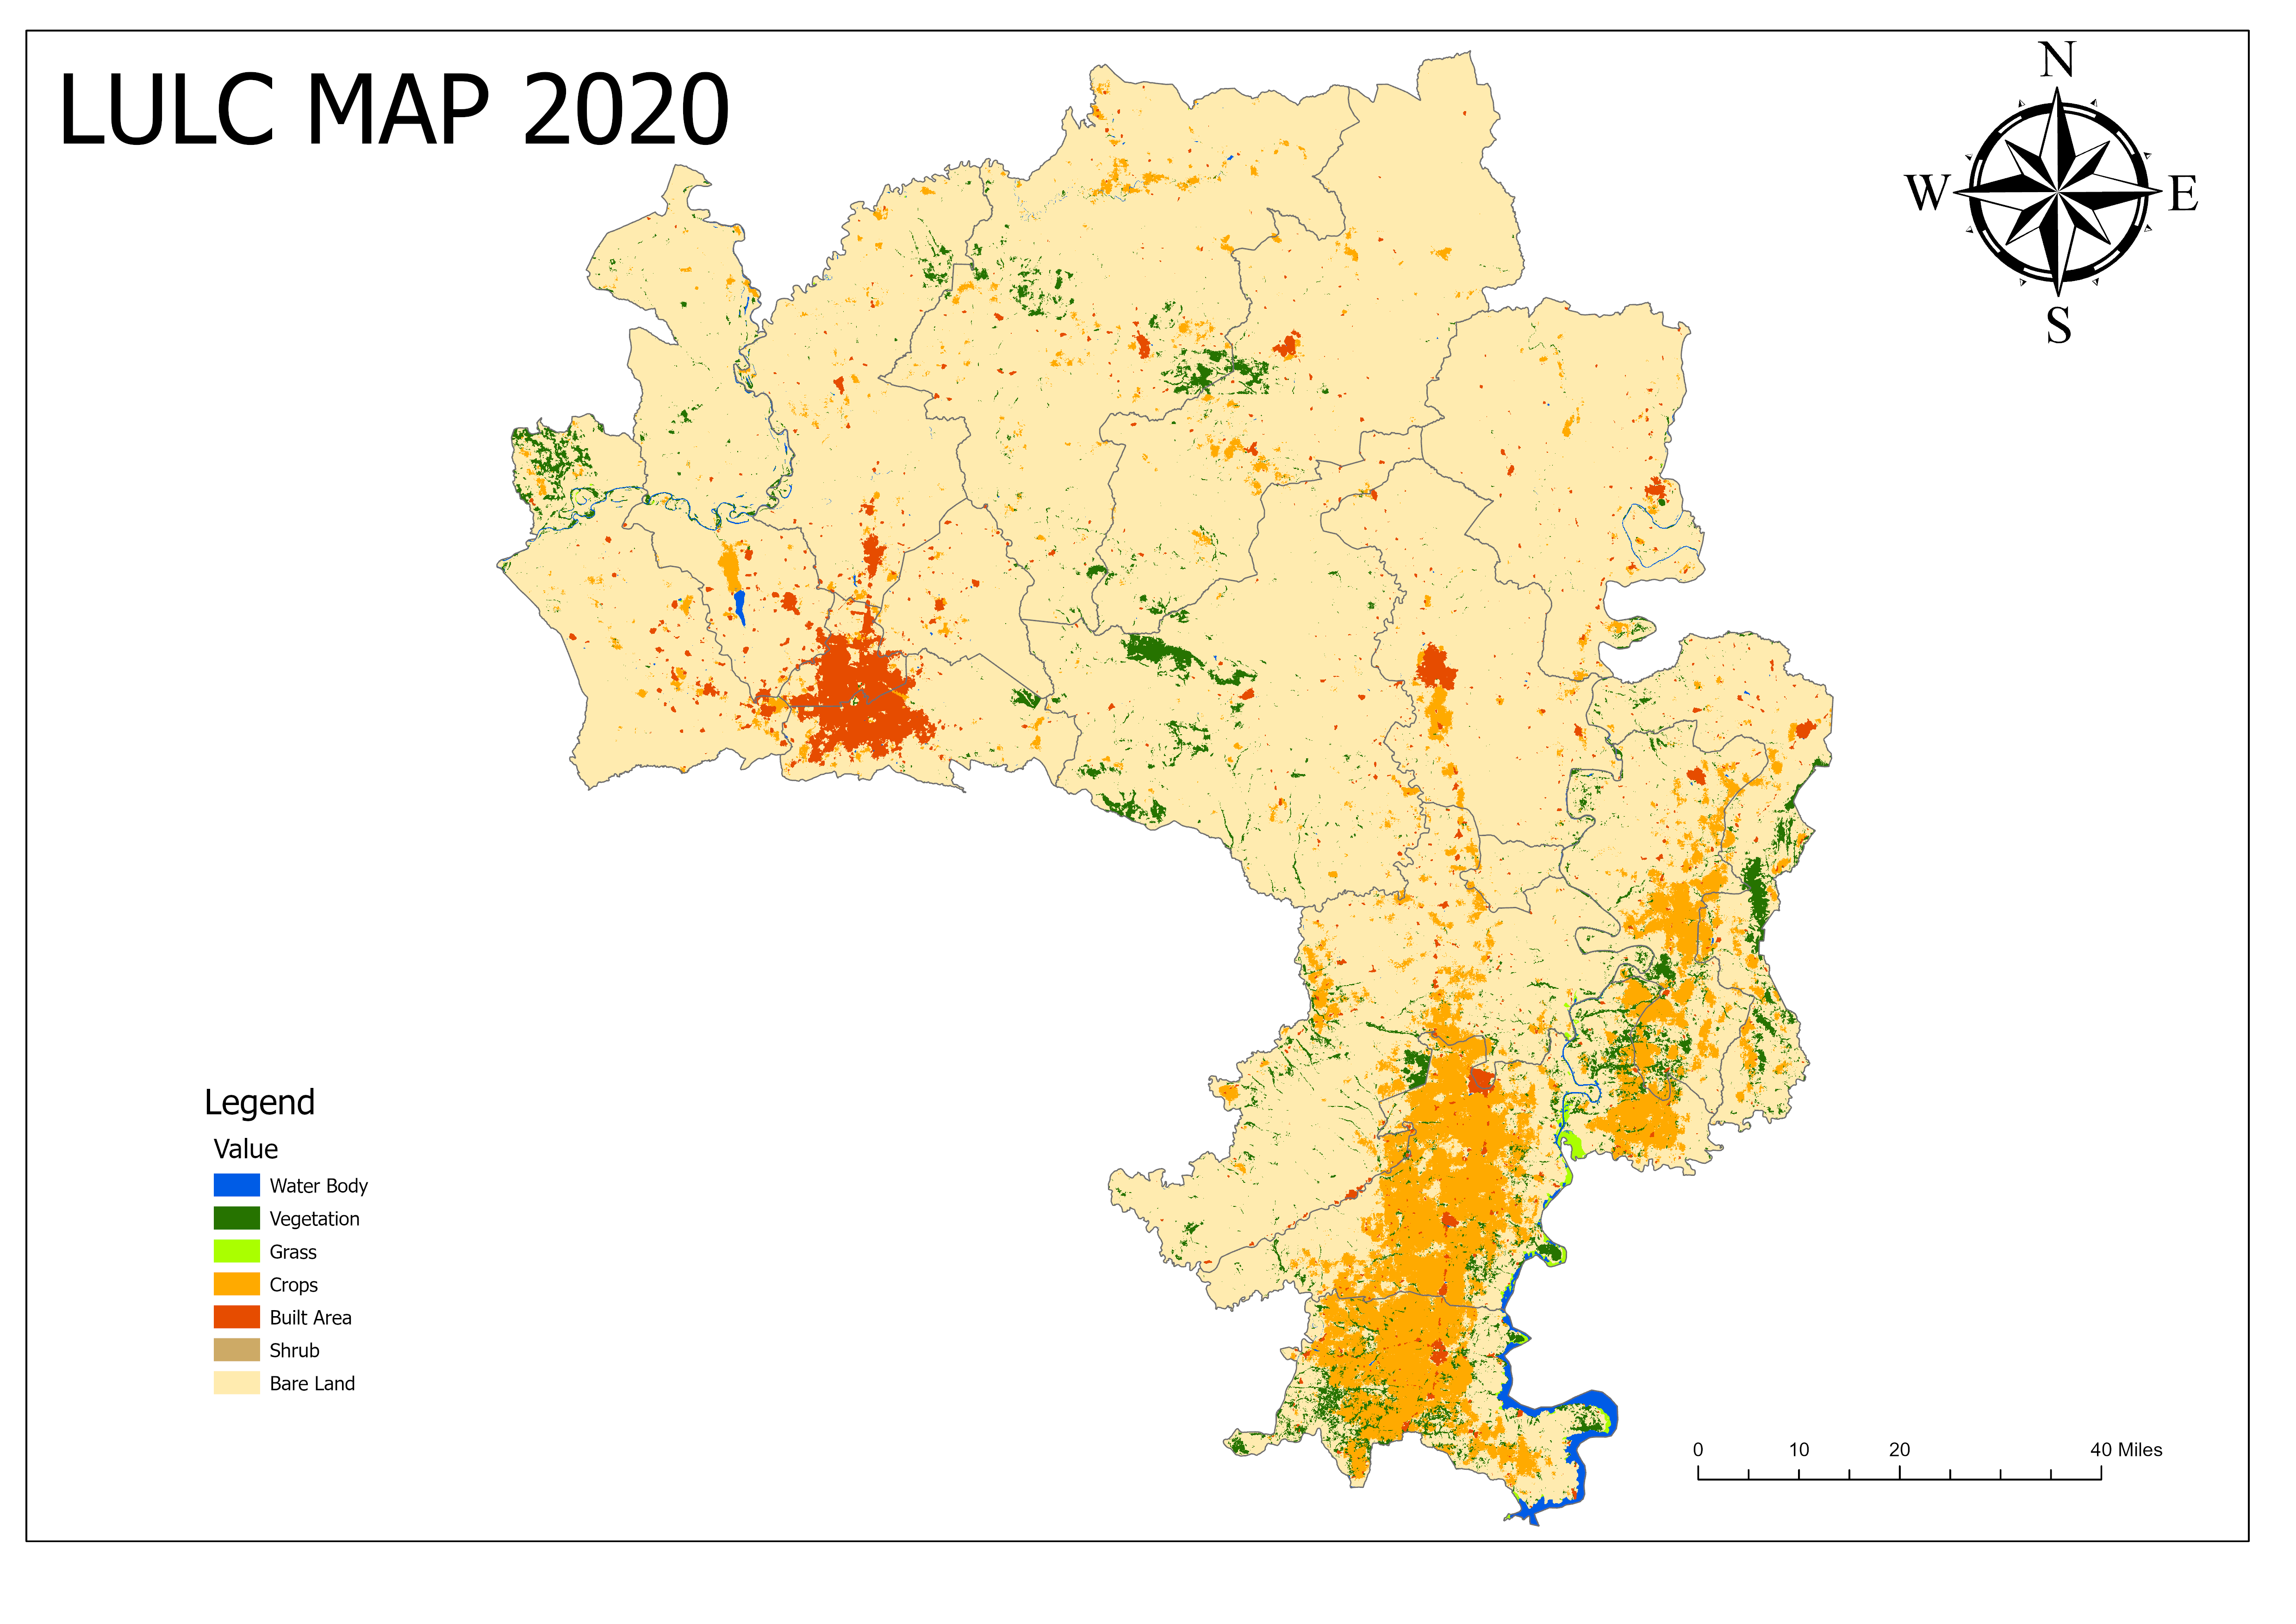 LULC MAP 2020
N
W
E
S
Legend
Value
Water Body
Vegetation
Grass
Crops
Built Area
Shrub
Bare Land
0 10 20 40 Miles